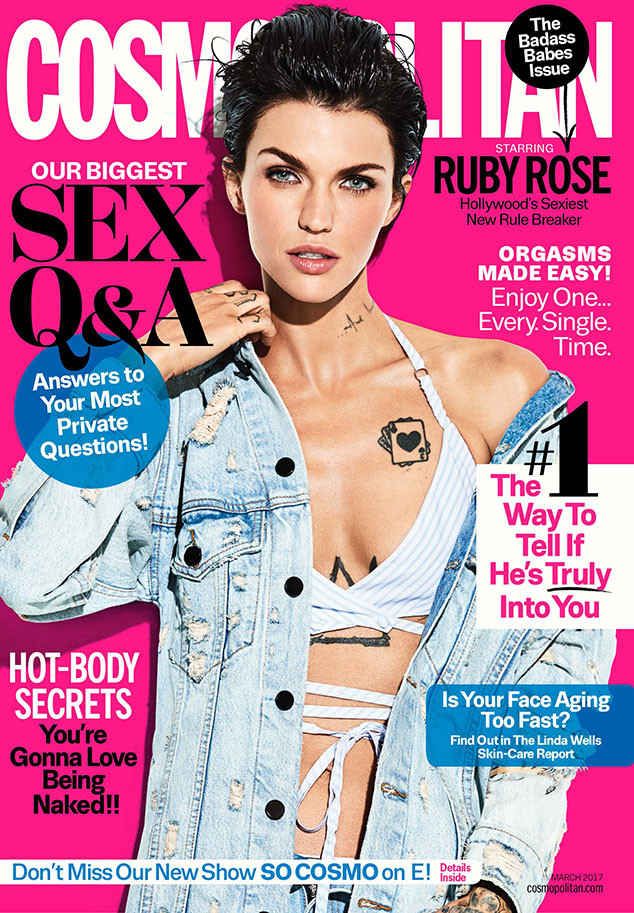 COSMOPOLITAN
The
Badass
Babes
Issue
STARRING
RUBY ROSE
Hollywood's Sexiest
New Rule Breaker
OUR BIGGEST
SEX
Q&A
Answers to
Your Most
Private
Questions!
ORGASMS
MADE EASY!
Enjoy One...
Every. Single.
Time.
#1
The
Way To
Tell If
He's Truly
Into You
HOT-BODY
SECRETS
You're
Gonna Love
Being
Naked!!
Is Your Face Aging
Too Fast?
Find Out in The Linda Wells
Skin-Care Report
Don't Miss Our New Show SO COSMO on E!
Details
Inside
MARCH 2017
cosmopolitan.com